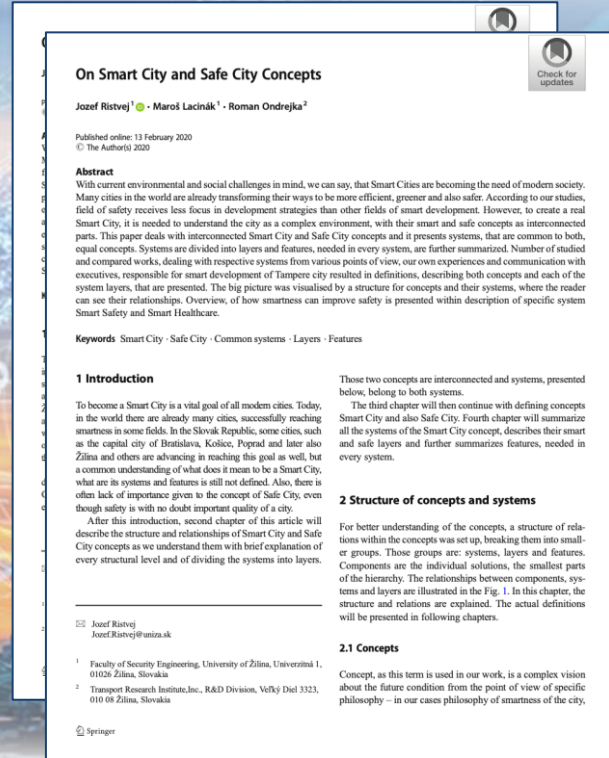 Check for
updates
On Smart City and Safe City Concepts
Jozef Ristvej¹ · Maroš Lacinák¹ · Roman Ondrejka²
Published online: 13 February 2020
© The Author(s) 2020
Abstract
With current environmental and social challenges in mind, we can say, that Smart Cities are becoming the need of modern society.
Many cities in the world are already transforming their ways to be more efficient, greener and also safer. According to our studies,
field of safety receives less focus in development strategies than other fields of smart development. However, to create a real
Smart City, it is needed to understand the city as a complex environment, with their smart and safe concepts as interconnected
parts. This paper deals with interconnected Smart City and Safe City concepts and it presents systems, that are common to both,
equal concepts. Systems are divided into layers and features, needed in every system, are further summarized. Number of studied
and compared works, dealing with respective systems from various points of view, our own experiences and communication with
executives, responsible for smart development of Tampere city resulted in definitions, describing both concepts and each of the
system layers, that are presented. The big picture was visualised by a structure for concepts and their systems, where the reader
can see their relationships. Overview, of how smartness can improve safety is presented within description of specific system
Smart Safety and Smart Healthcare.
Keywords Smart City · Safe City · Common systems · Layers · Features
1 Introduction
To become a Smart City is a vital goal of all modern cities. Today,
in the world there are already many cities, successfully reaching
smartness in some fields. In the Slovak Republic, some cities, such
as the capital city of Bratislava, Košice, Poprad and later also
Žilina and others are advancing in reaching this goal as well, but
a common understanding of what does it mean to be a Smart City,
what are its systems and features is still not defined. Also, there is
often lack of importance given to the concept of Safe City, even
though safety is with no doubt important quality of a city.
After this introduction, second chapter of this article will
describe the structure and relationships of Smart City and Safe
City concepts as we understand them with brief explanation of
every structural level and of dividing the systems into layers.
Jozef Ristvej
Jozef.Ristvej@uniza.sk
1 Faculty of Security Engineering, University of Žilina, Univerzitná 1,
01026 Žilina, Slovakia
2 Transport Research Institute,Inc., R&D Division, Veľký Diel 3323,
010 08 Žilina, Slovakia
Those two concepts are interconnected and systems, presented
below, belong to both systems.
The third chapter will then continue with defining concepts
Smart City and also Safe City. Fourth chapter will summarize
all the systems of the Smart City concept, describes their smart
and safe layers and further summarizes features, needed in
every system.
2 Structure of concepts and systems
For better understanding of the concepts, a structure of rela-
tions within the concepts was set up, breaking them into small-
er groups. Those groups are: systems, layers and features.
Components are the individual solutions, the smallest parts
of the hierarchy. The relationships between components, sys-
tems and layers are illustrated in the Fig. 1. In this chapter, the
structure and relations are explained. The actual definitions
will be presented in following chapters.
2.1 Concepts
Concept, as this term is used in our work, is a complex vision
about the future condition from the point of view of specific
philosophy – in our cases philosophy of smartness of the city,
Springer